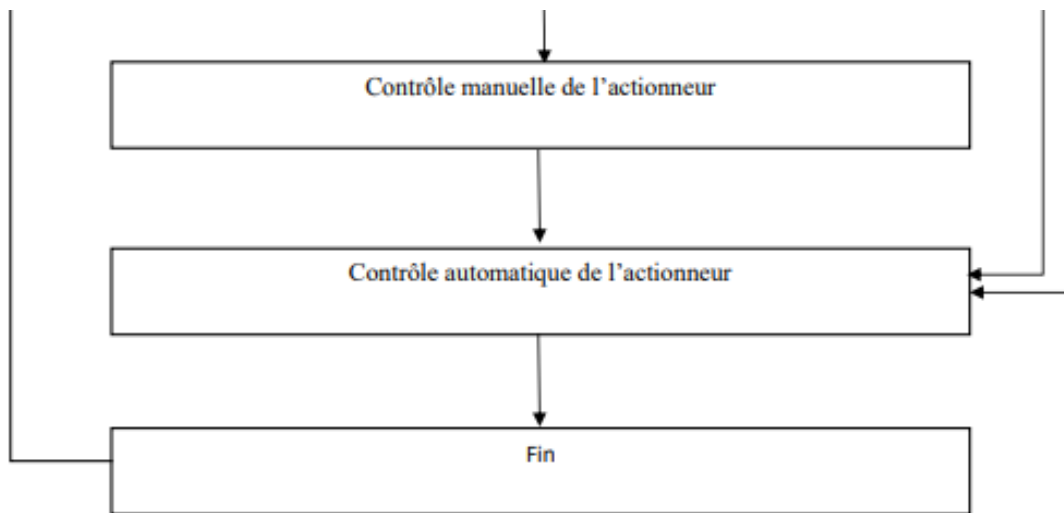 Contrôle manuelle de l’actionneur
Contrôle automatique de l’actionneur
Fin